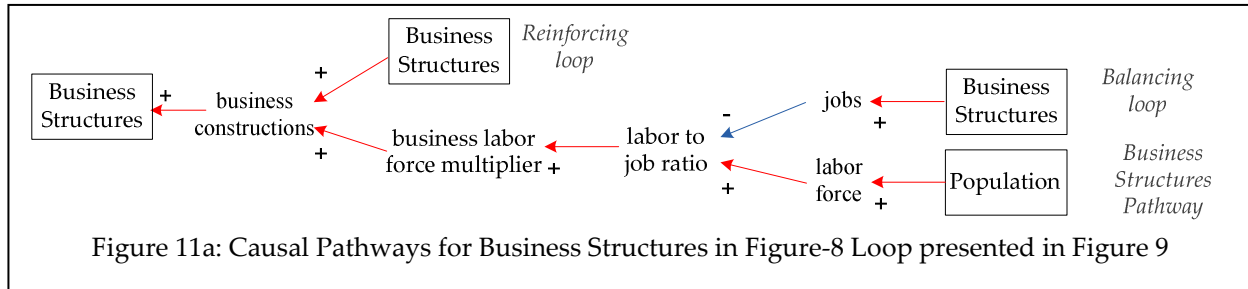 Business
Structures
Reinforcing
loop
Business
Structures
+
+
business
constructions
+
business labor
force multiplier
+
labor to
job ratio
-
+
jobs
+
Business
Structures
Balancing
loop
labor
force
+
Population
Business
Structures
Pathway
Figure 11a: Causal Pathways for Business Structures in Figure-8 Loop presented in Figure 9